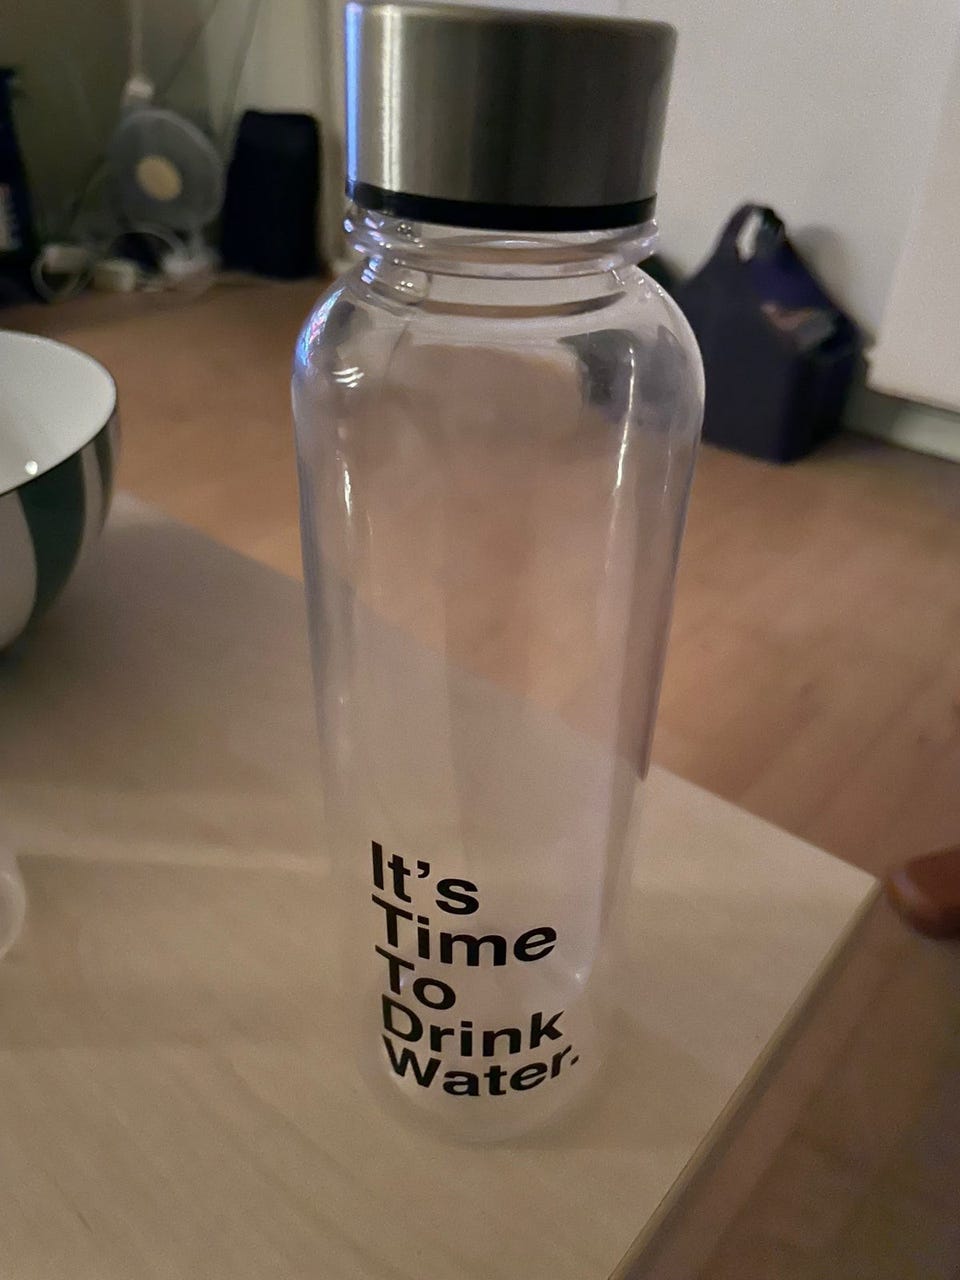 It's
Time
To
Drink
Water.